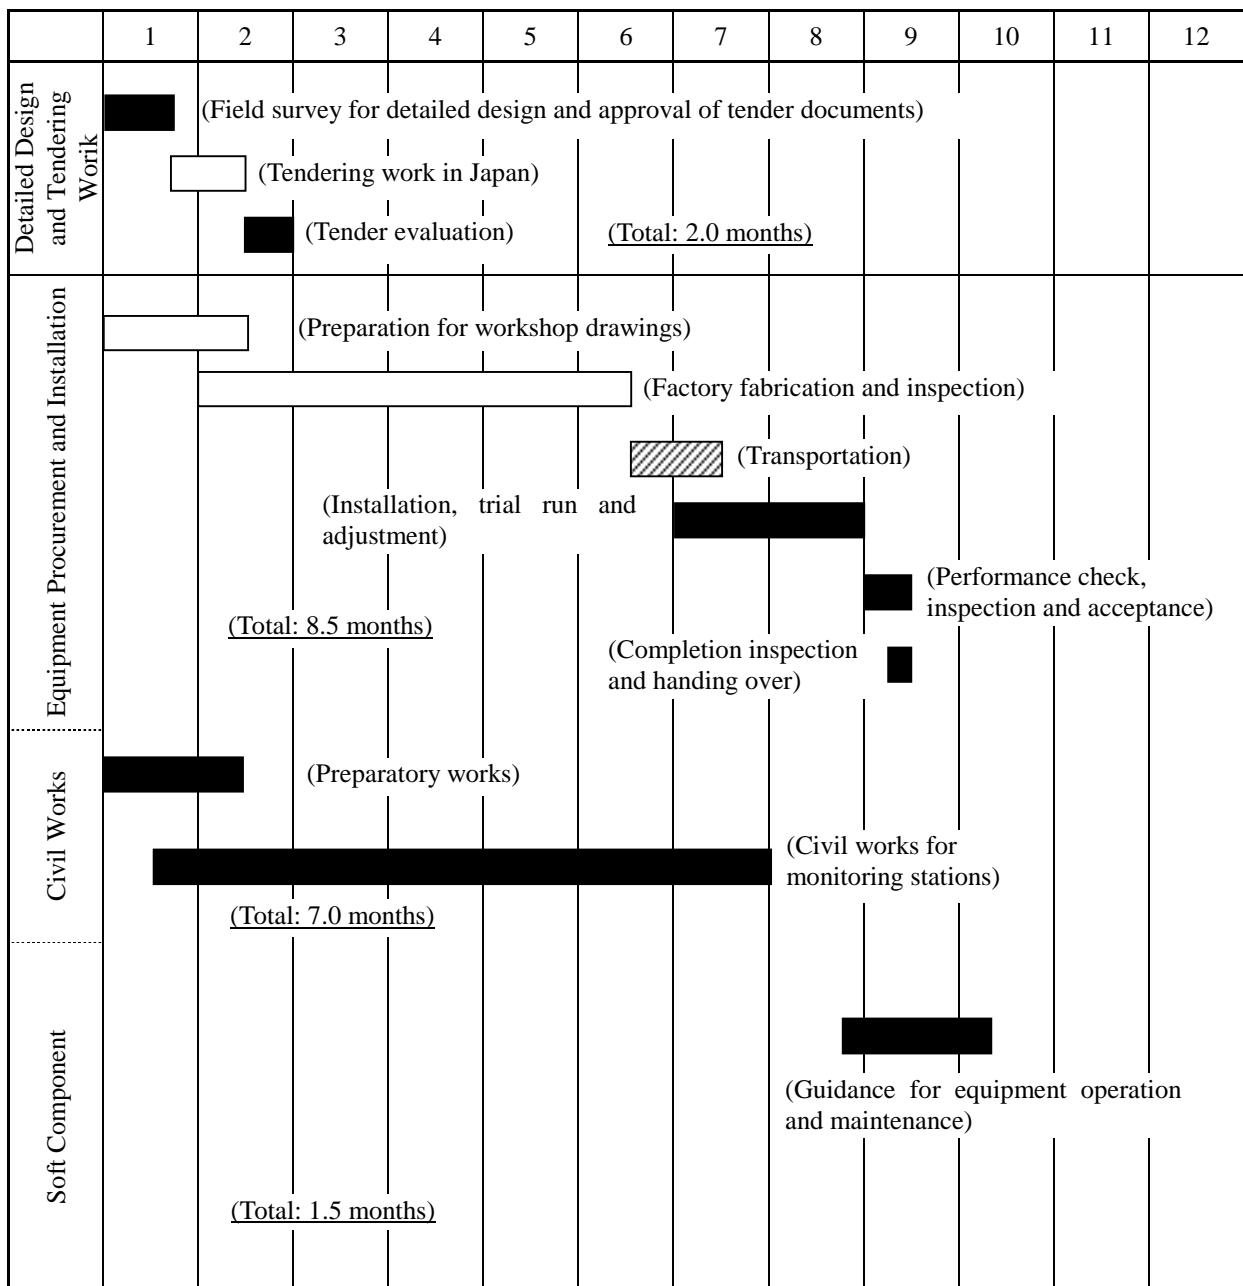 1 2 3 4 5 6 7 8 9 10 11 12
Detailed Design
and Tendering
Worik
(Field survey for detailed design and approval of tender documents)
(Tendering work in Japan)
(Tender evaluation)
(Total: 2.0 months)
Equipment Procurement and Installation
(Preparation for workshop drawings)
(Factory fabrication and inspection)
(Transportation)
(Installation, trial run and
adjustment)
(Performance check,
inspection and acceptance)
(Total: 8.5 months)
(Completion inspection
and handing over)
Civil Works
(Preparatory works)
(Civil works for
monitoring stations)
(Total: 7.0 months)
Soft Component
(Guidance for equipment operation
and maintenance)
(Total: 1.5 months)